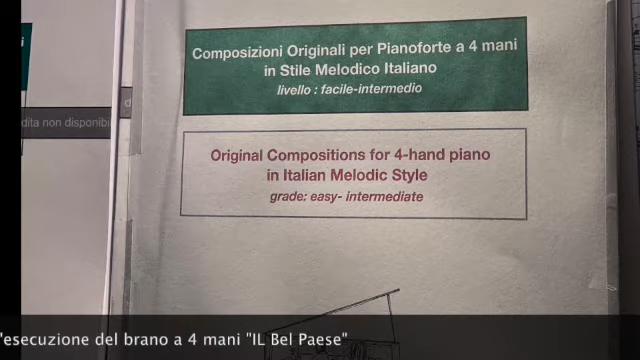 Composizioni Originali per Pianoforte a 4 mani
in Stile Melodico Italiano
livello : facile-intermedio
dita non disponibi
Original Compositions for 4-hand piano
in Italian Melodic Style
grade: easy- intermediate
'esecuzione del brano a 4 mani "IL Bel Paese"